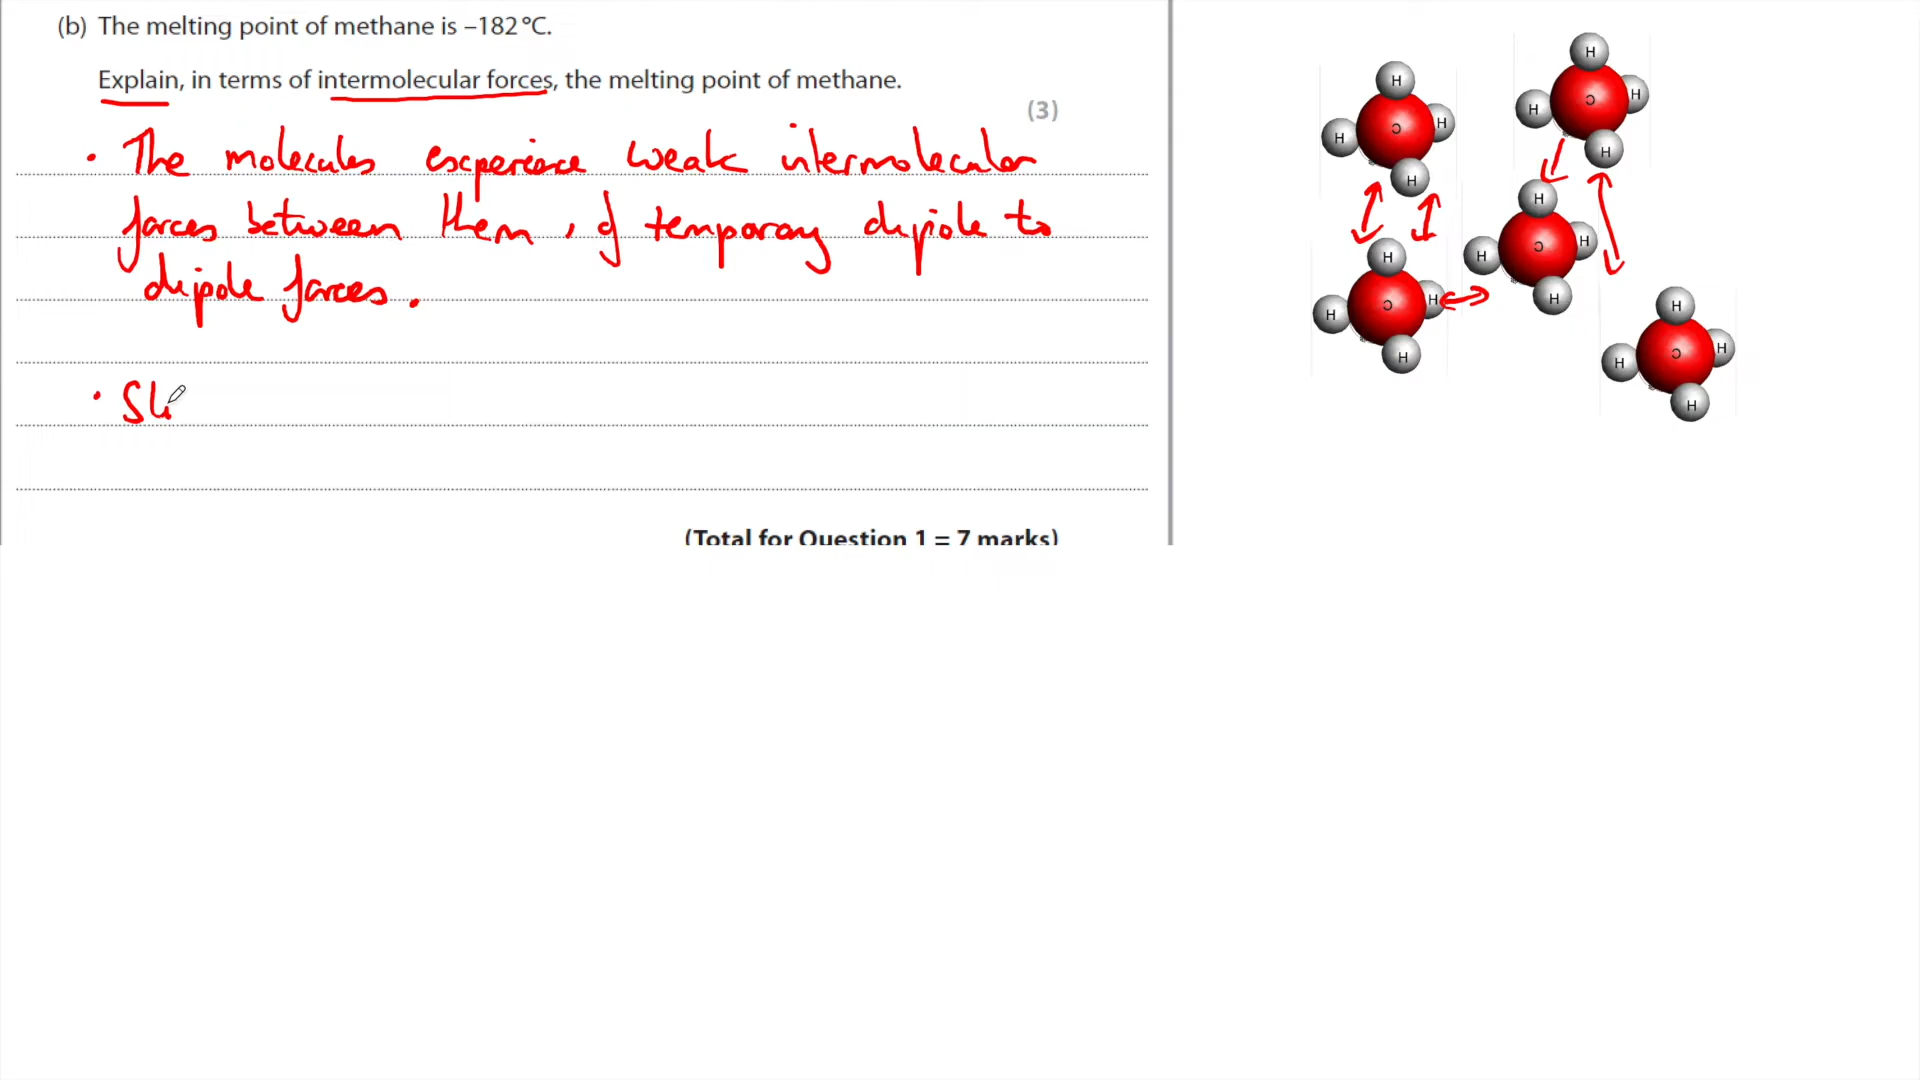 (b) The melting point of methane is –182 °C.
Explain, in terms of intermolecular forces, the melting point of methane.
(3)
• The molecules experience weak intermolecular
forces between them, of temporary dipole to
dipole forces.
• Sli
(Total for Question 1 = 7 marks)
H
H
C
H
H
H
H
C
H
H
H
H
C
H
H
H
H
C
H
H
H
H
C
H
H